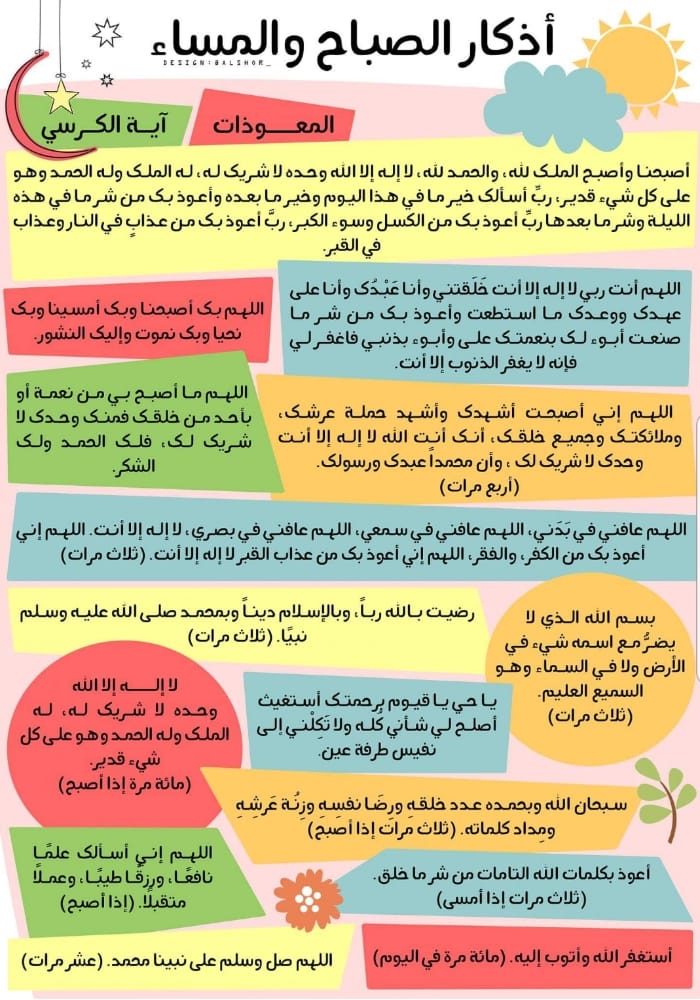 أذكار الصباح والمساء
DESIGN:BALSHOR_
المعــوذات
آيـة الكـرسي
أصبحنا وأصبح الملك لله، والحمد لله، لا إله إلا الله وحده لا شريك له، له الملك وله الحمد وهو
على كل شيء قدير، ربِّ أسألك خير ما في هذا اليوم وخير ما بعده وأعوذ بك من شر ما في هذه
الليلة وشر ما بعدها ربِّ أعوذ بك من الكسل وسوء الكبر، ربَّ أعوذ بك من عذابٍ في النار وعذاب
في القبر.
اللهم أنت ربي لا إله إلا أنت خَلَقتني وأنا عَبْدُك وأنا على
عهدك ووعدك ما استطعت وأعوذ بك من شر ما
صنعت أبوء لك بنعمتك على وأبوء بذنبي فاغفر لي
فإنه لا يغفر الذنوب إلا أنت.
اللهم بك أصبحنا وبك أمسينا وبك
نحيا وبك نموت وإليك النشور.
اللهم إني أصبحت أشهدك وأشهد حملة عرشك،
وملائكتك وجميع خلقك، أنك أنت الله لا إله إلا أنت
وحدك لا شريك لك ، وأن محمداً عبدك ورسولك.
(أربع مرات)
اللهم ما أصبح بي من نعمة أو
بأحد من خلقك فمنك وحدك لا
شريك لك، فلك الحمد ولك
الشكر.
اللهم عافني في بَدَني، اللهم عافني في سمعي، اللهم عافني في بصري، لا إله إلا أنت. اللهم إني
أعوذ بك من الكفر، والفقر، اللهم إني أعوذ بك من عذاب القبر لا إله إلا أنت. (ثلاث مرات)
بسم الله الذي لا
يضرُّ مع اسمه شيء في
الأرض ولا في السماء وهو
السميع العليم.
(ثلاث مرات)
رضيت بالله رباً، وبالإسلام ديناً وبمحمد صلى الله عليه وسلم
نبيًا. (ثلاث مرات)
لا إلــه إلا الله
وحده لا شريك له، له
الملك وله الحمد وهو على كل
شيء قدير.
(مائة مرة إذا أصبح)
يا حي يا قيوم برحمتك أستغيث
أصلح لي شأني كله ولا تَكِلْني إلى
نفيس طرفة عين.
سبحان الله وبحمده عدد خلقهِ ورِضَا نفسِهِ وزِنُة عَرشِهِ
ومِداد كلماته. (ثلاث مرات إذا أصبح)
اللهم إني أسألك علمًا
نافعًا، ورزقًا طيبًا، وعملاً
متقبلاً. (إذا أصبح)
أعوذ بكلمات الله التامات من شر ما خلق.
(ثلاث مرات إذا أمسى)
أستغفر الله وأتوب إليه. (مائة مرة في اليوم)
اللهم صل وسلم على نبينا محمد. (عشر مرات)